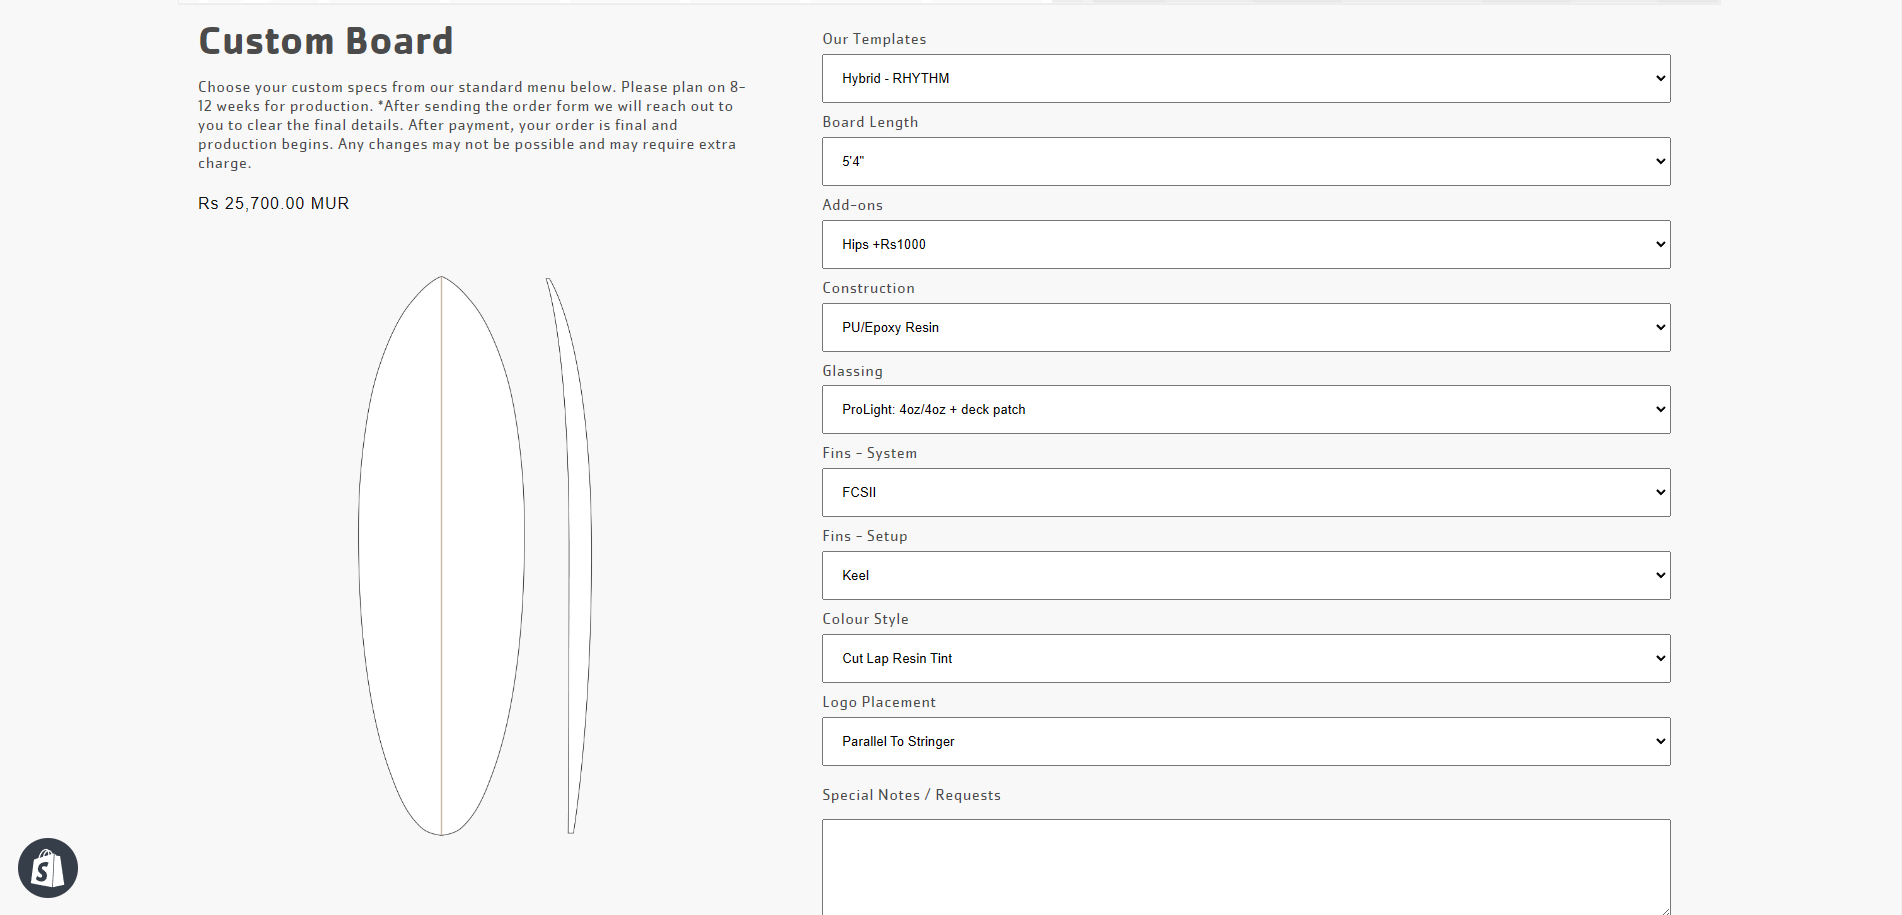 Custom Board
Choose your custom specs from our standard menu below. Please plan on 8-
12 weeks for production. *After sending the order form we will reach out to
you to clear the final details. After payment, your order is final and
production begins. Any changes may not be possible and may require extra
charge.
Rs 25,700.00 MUR
Our Templates
Hybrid - RHYTHM
Board Length
5'4"
Add-ons
Hips +Rs1000
Construction
PU/Epoxy Resin
Glassing
ProLight: 4oz/4oz + deck patch
Fins - System
FCSII
Fins - Setup
Keel
Colour Style
Cut Lap Resin Tint
Logo Placement
Parallel To Stringer
Special Notes / Requests
S